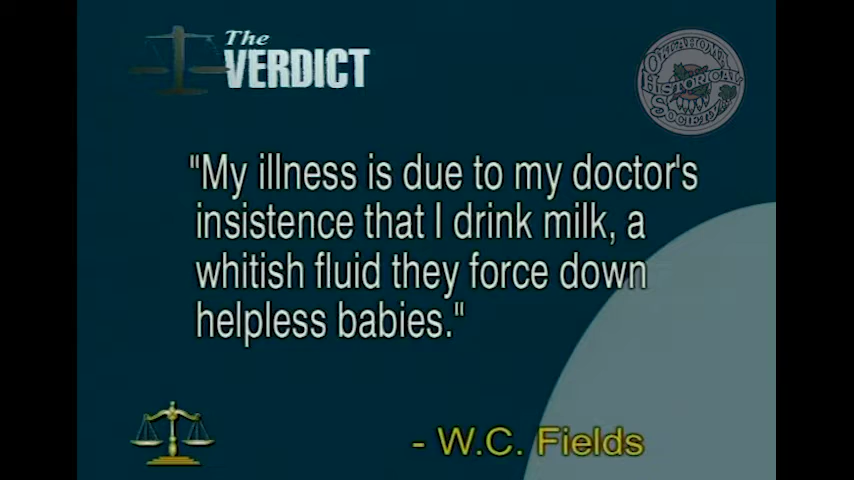 The
VERDICT
OKLAHOMA
HISTORICAL
SOCIETY
"My illness is due to my doctor's
insistence that I drink milk, a
whitish fluid they force down
helpless babies."
- W.C. Fields